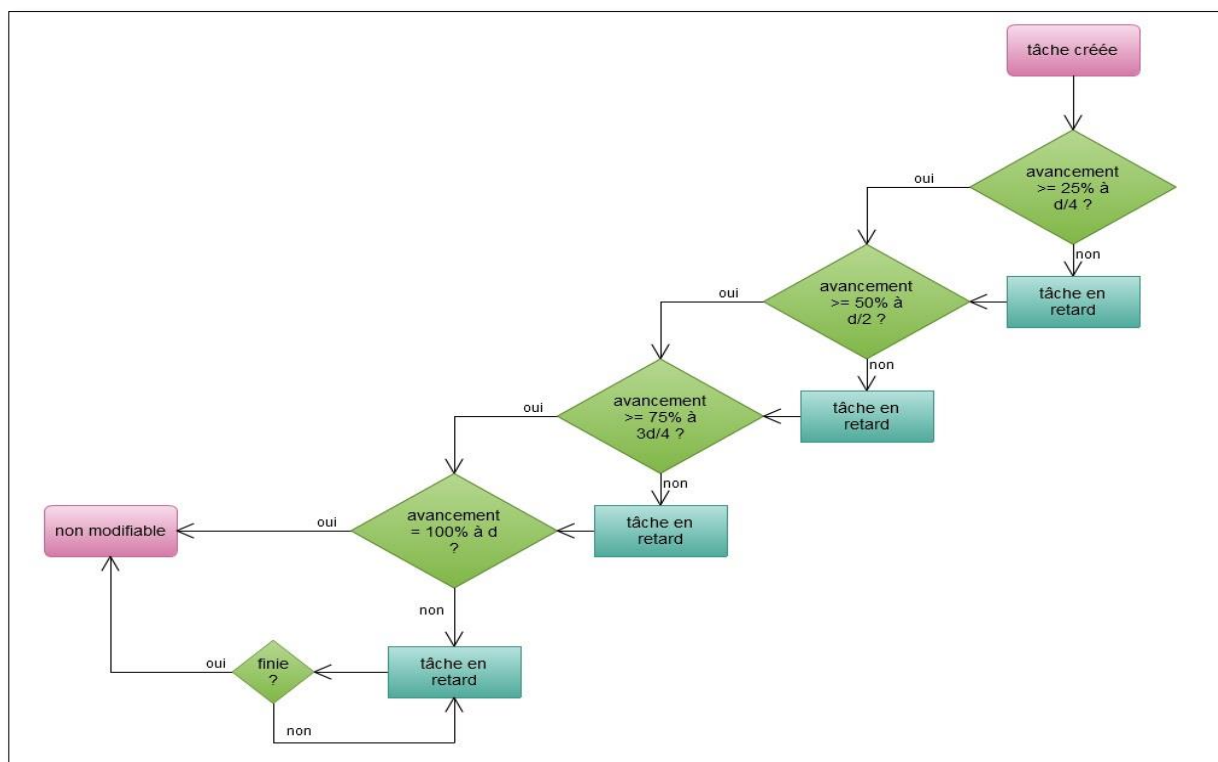 tâche créée
avancement
>= 25% à
d/4 ?
oui
non
tâche en
retard
avancement
>= 50% à
d/2 ?
oui
non
tâche en
retard
avancement
>= 75% à
3d/4 ?
oui
non
tâche en
retard
avancement
= 100% à d
?
oui
non modifiable
non
tâche en
retard
finie
?
oui
non